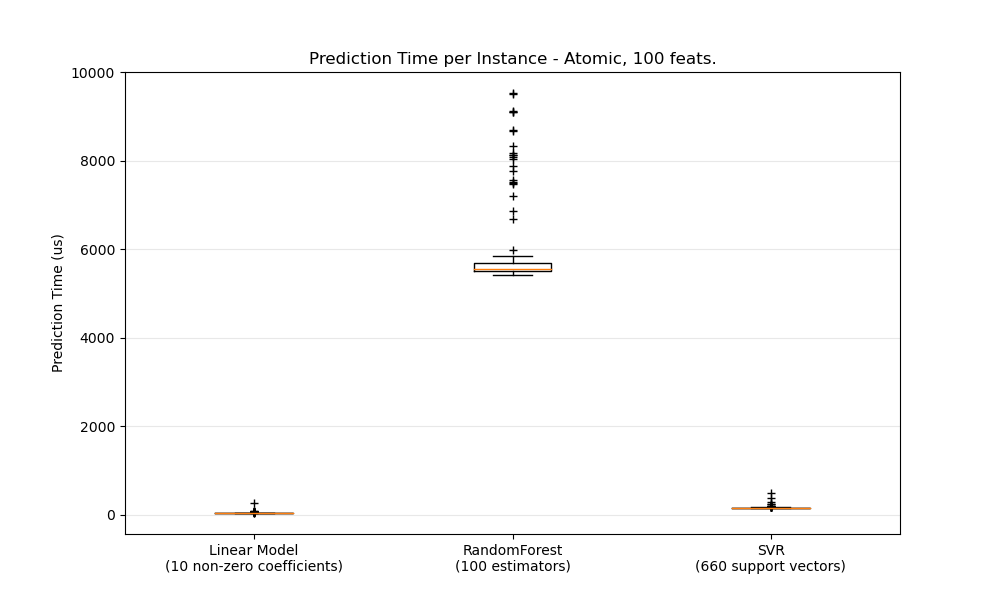 Prediction Time per Instance - Atomic, 100 feats.
10000
8000
6000
4000
2000
0
Prediction Time (us)
Linear Model
(10 non-zero coefficients)
RandomForest
(100 estimators)
SVR
(660 support vectors)